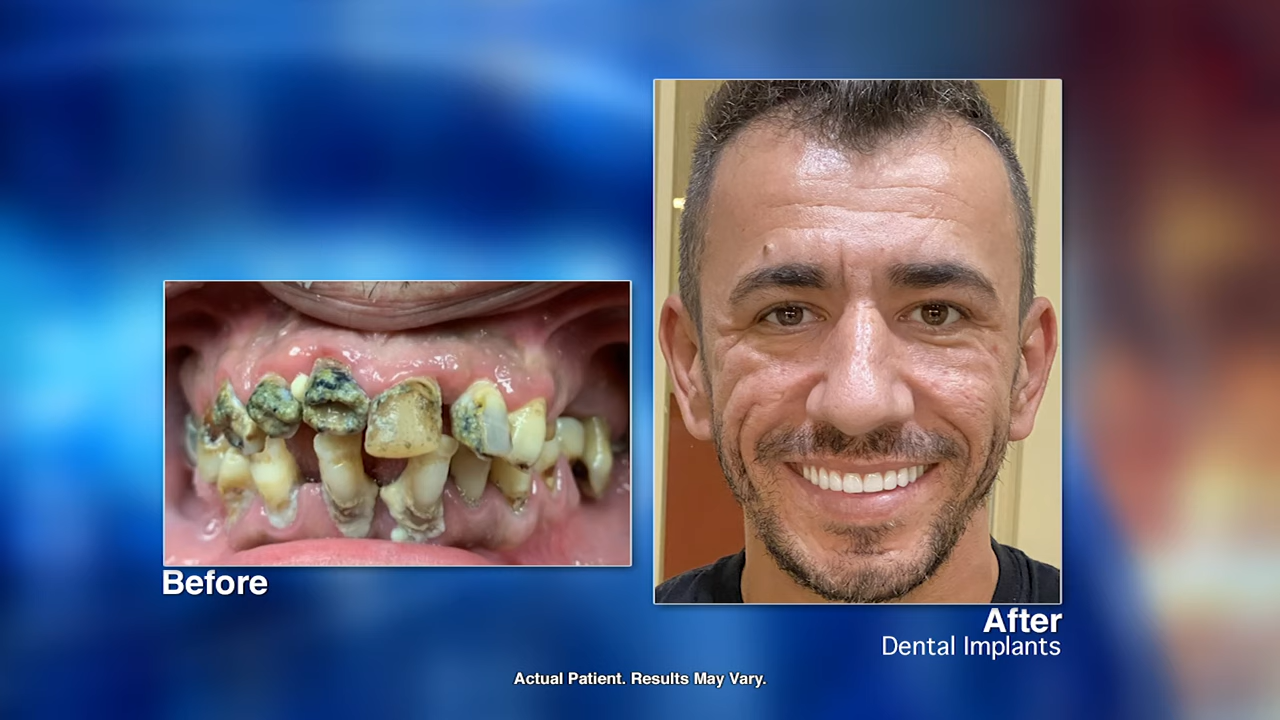 Before
After
Dental Implants
Actual Patient. Results May Vary.